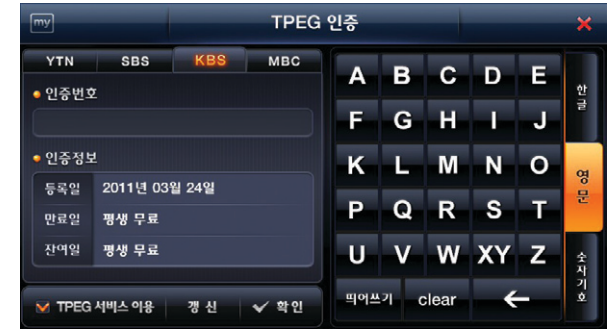 my TPEG 인증
YTN SBS KBS MBC
인증번호
인증정보
등록일 2011년 03월 24일
만료일 평생 무료
잔여일 평생 무료
TPEG 서비스 이용 갱신 확인
A B C D E
F G H I J
K L M N O
P Q R S T
U V W XY Z
띄어쓰기 clear
한글
영문
숫자기호